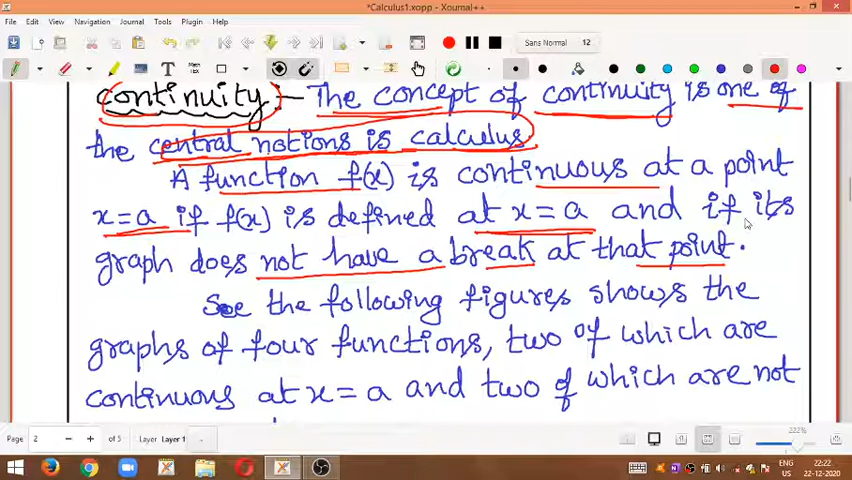 *Calculus1.xopp - Xournal++
File Edit View Navigation Journal Tools Plugin Help
Sans Normal 12
continuity :- The concept of continuity is one of
the central notions is calculus
A function f(x) is continuous at a point
x=a if f(x) is defined at x=a and if its
graph does not have a break at that point.
See the following figures shows the
graphs of four functions, two of which are
continuous at x=a and two of which are not
Page 2 of 5 Layer Layer 1 222%
ENG 22:22
US 22-12-2020